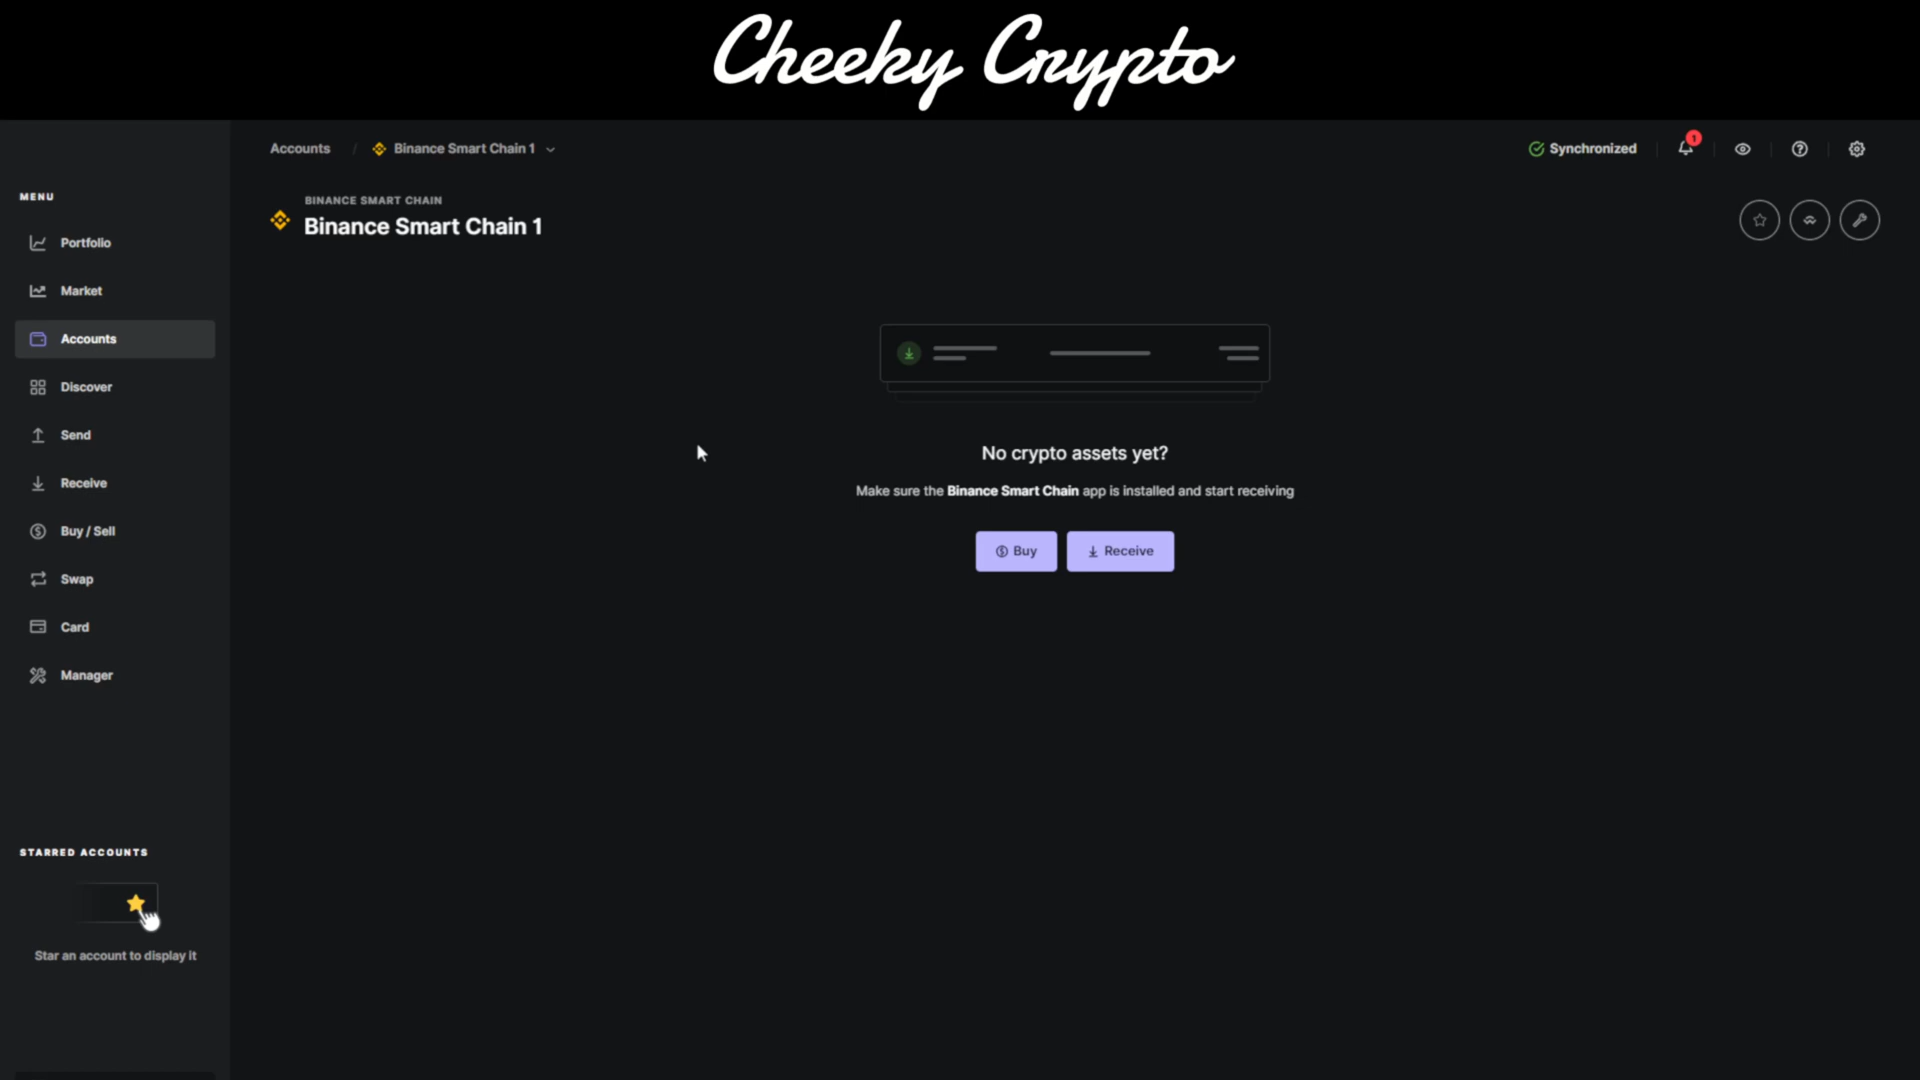 Cheeky Crypto
Accounts / Binance Smart Chain 1
Synchronized
1
MENU
BINANCE SMART CHAIN
Binance Smart Chain 1
Portfolio
Market
Accounts
Discover
Send
Receive
Buy / Sell
Swap
Card
Manager
No crypto assets yet?
Make sure the Binance Smart Chain app is installed and start receiving
Buy
Receive
STARRED ACCOUNTS
Star an account to display it